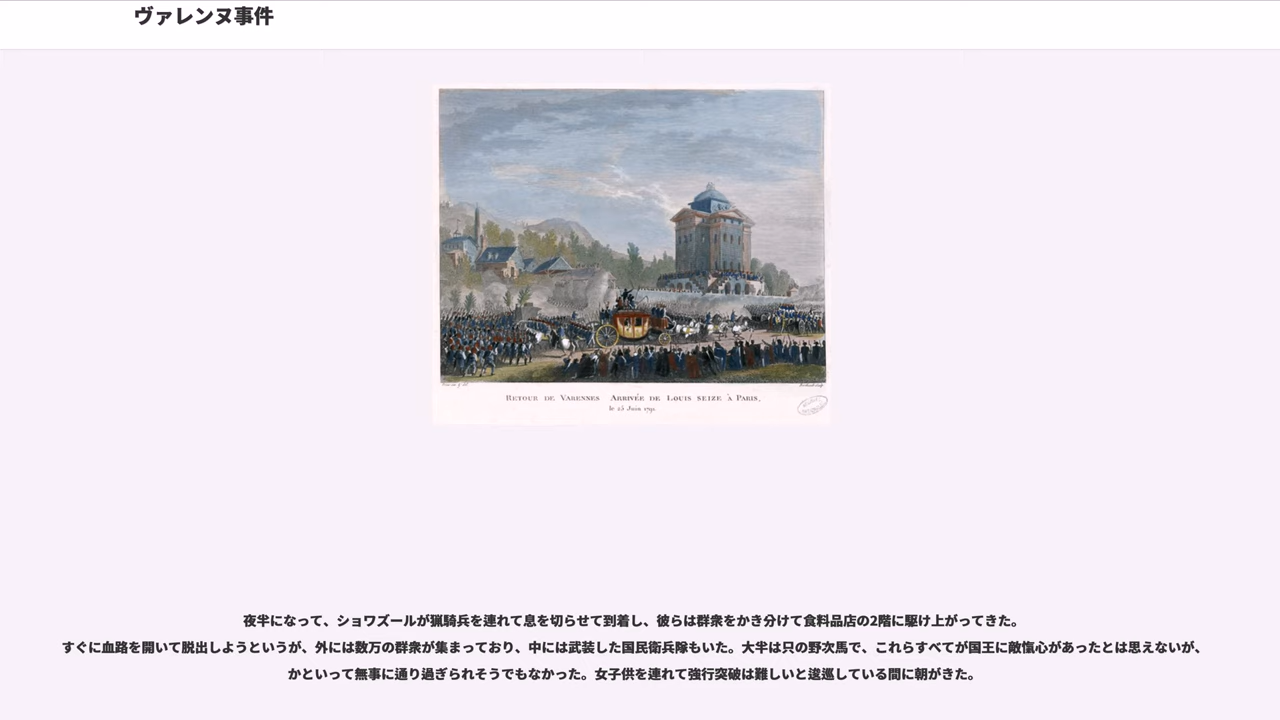 ヴァレンヌ事件
RETOUR DE VARENNES ARRIVÉE DE LOUIS SEIZE À PARIS,
le 25 Juin 1791.
夜半になって、ショワズールが猟騎兵を連れて息を切らせて到着し、彼らは群衆をかき分けて食料品店の2階に駆け上がってきた。
すぐに血路を開いて脱出しようというが、外には数万の群衆が集まっており、中には武装した国民衛兵隊もいた。大半は只の野次馬で、これらすべてが国王に敵愾心があったとは思えないが、
かといって無事に通り過ぎられそうでもなかった。女子供を連れて強行突破は難しいと逡巡している間に朝がきた。